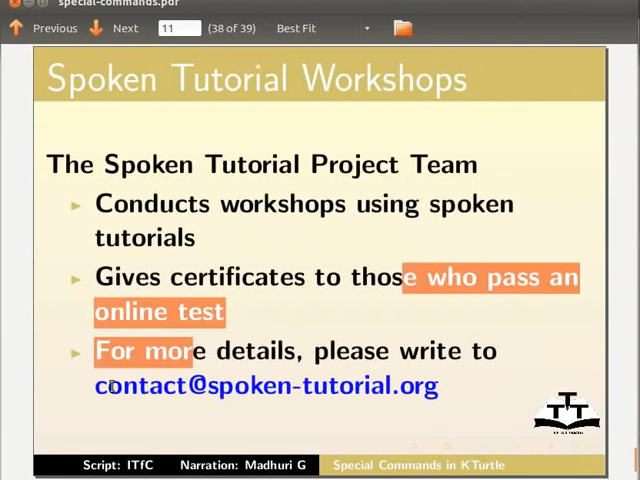 special-commands.pdf
Previous Next 11 (38 of 39) Best Fit
Spoken Tutorial Workshops
The Spoken Tutorial Project Team
Conducts workshops using spoken
tutorials
Gives certificates to those who pass an
online test
For more details, please write to
contact@spoken-tutorial.org
Script: ITfC Narration: Madhuri G Special Commands in KTurtle